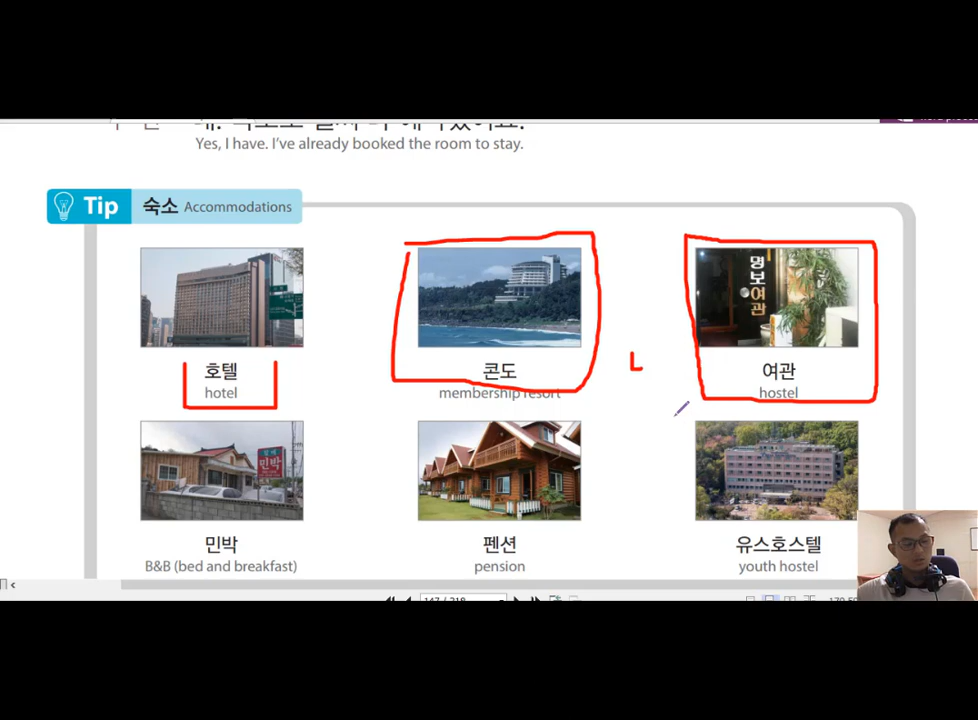 Yes, I have. I've already booked the room to stay.
Tip 숙소 Accommodations
명보여관
호텔
hotel
콘도
membership resort
여관
hostel
L
민박
민박
B&B (bed and breakfast)
펜션
pension
유스호스텔
youth hostel